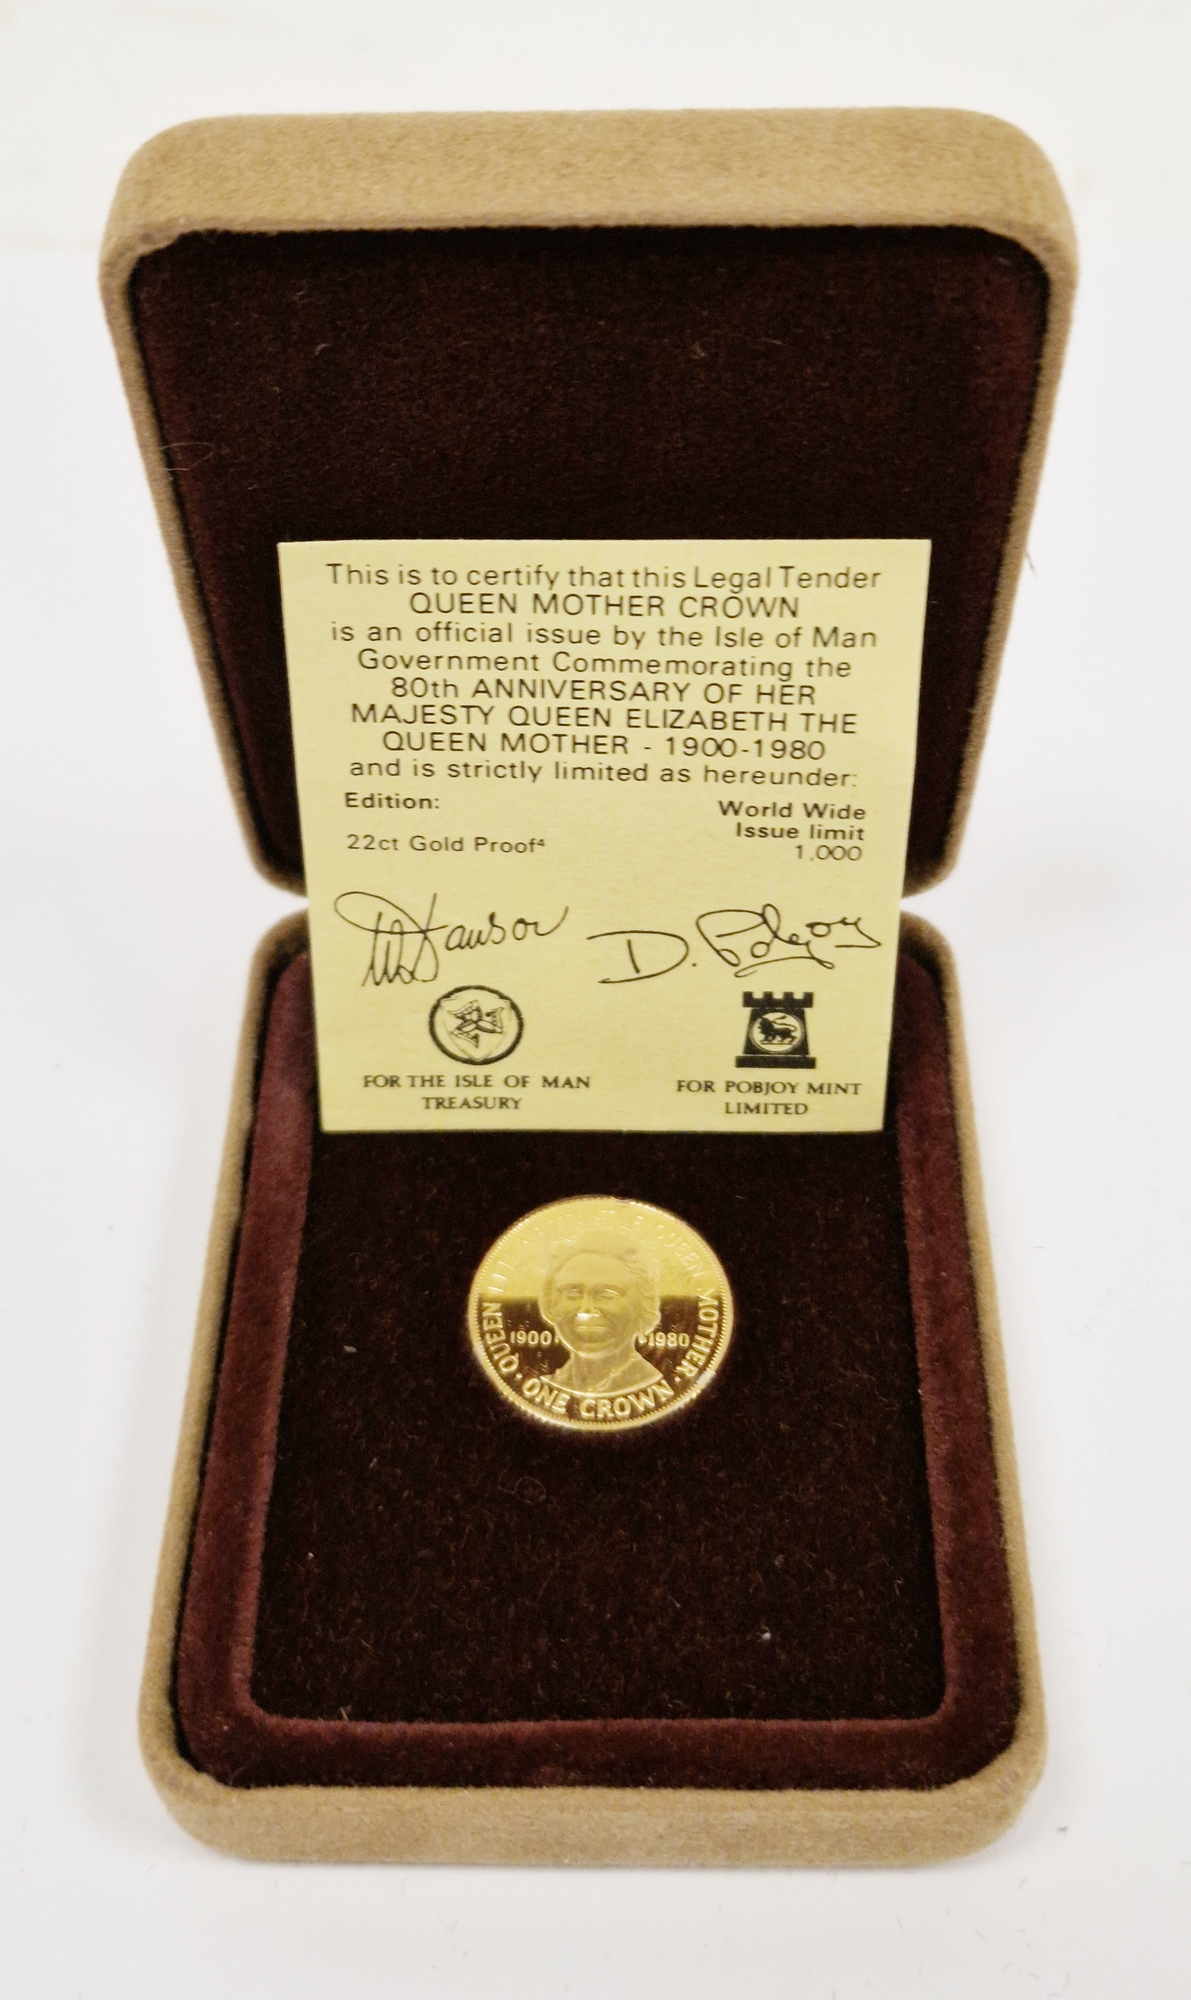 This is to certify that this Legal Tender
QUEEN MOTHER CROWN
is an official issue by the Isle of Man
Government Commemorating the
80th ANNIVERSARY OF HER
MAJESTY QUEEN ELIZABETH THE
QUEEN MOTHER - 1900-1980
and is strictly limited as hereunder:
Edition:
World Wide
Issue limit
22ct Gold Proof⁴
1,000
D. Pobjoy
FOR THE ISLE OF MAN
TREASURY
FOR POBJOY MINT
LIMITED
QUEEN QUEEN MOTHER
1900 1980
· ONE CROWN ·